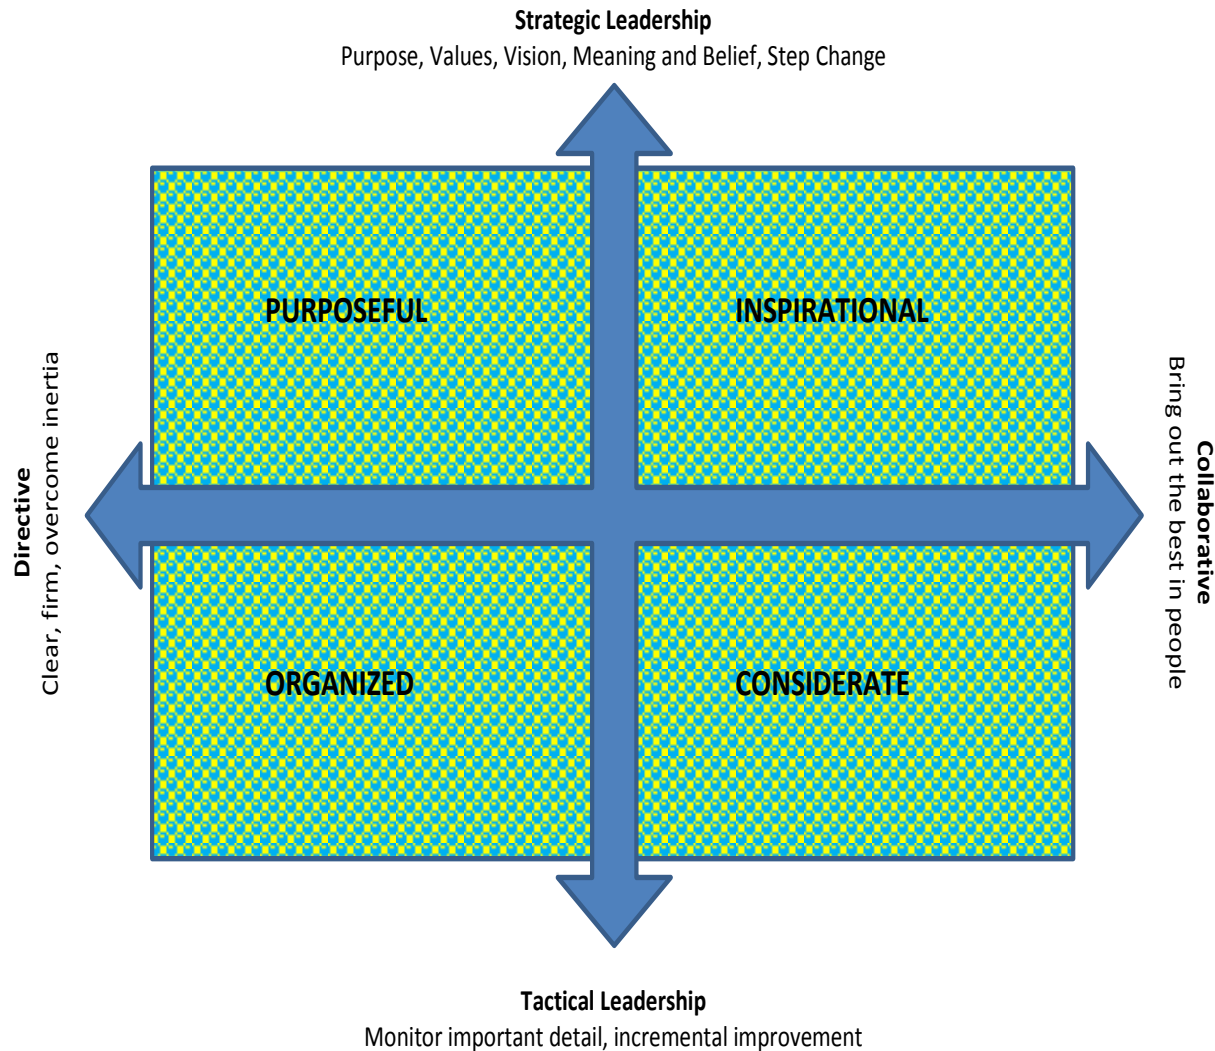 Strategic Leadership
Purpose, Values, Vision, Meaning and Belief, Step Change
PURPOSEFUL
INSPIRATIONAL
Directive
Clear, firm, overcome inertia
Collaborative
Bring out the best in people
ORGANIZED
CONSIDERATE
Tactical Leadership
Monitor important detail, incremental improvement